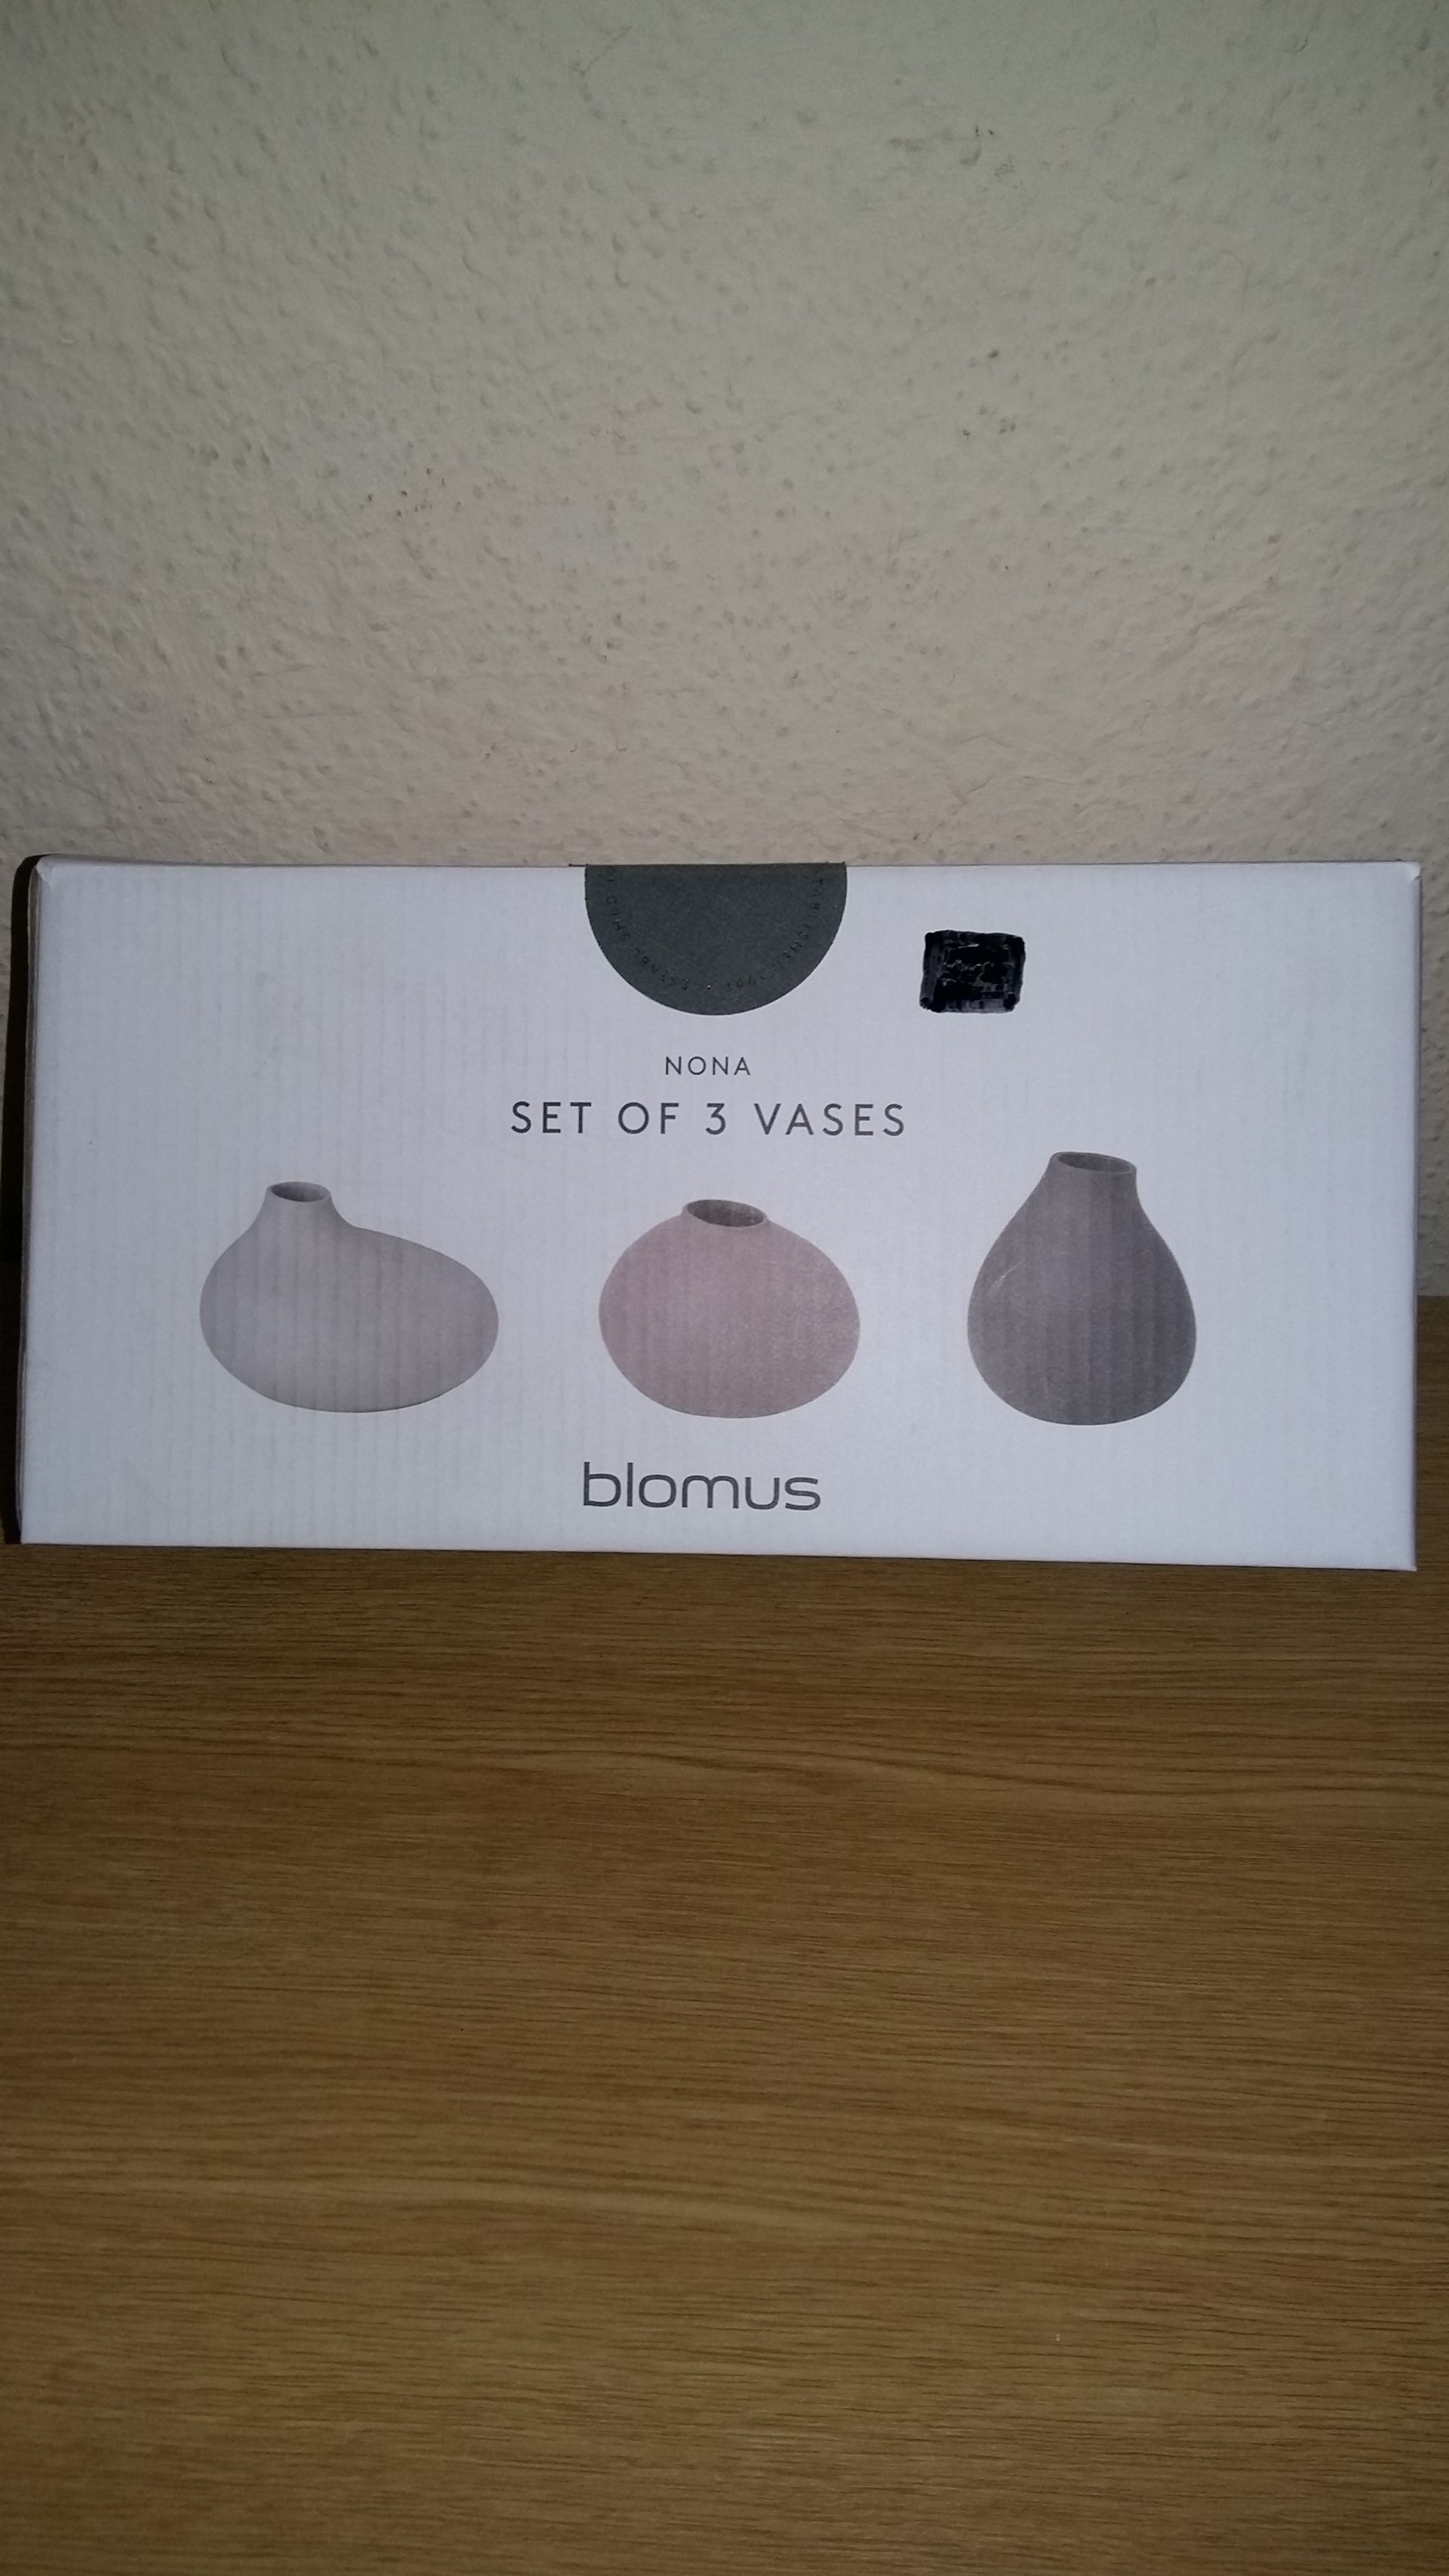 NONA
SET OF 3 VASES
blomus